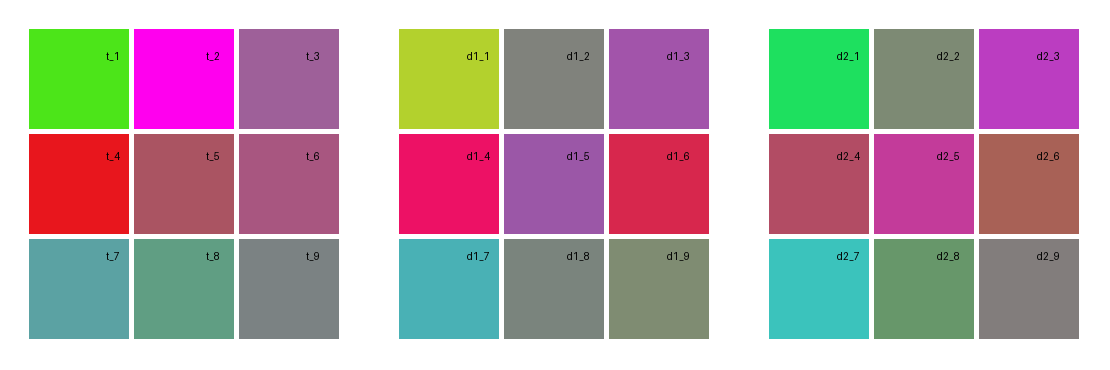 t_1 t_2 t_3 d1_1 d1_2 d1_3 d2_1 d2_2 d2_3
t_4 t_5 t_6 d1_4 d1_5 d1_6 d2_4 d2_5 d2_6
t_7 t_8 t_9 d1_7 d1_8 d1_9 d2_7 d2_8 d2_9